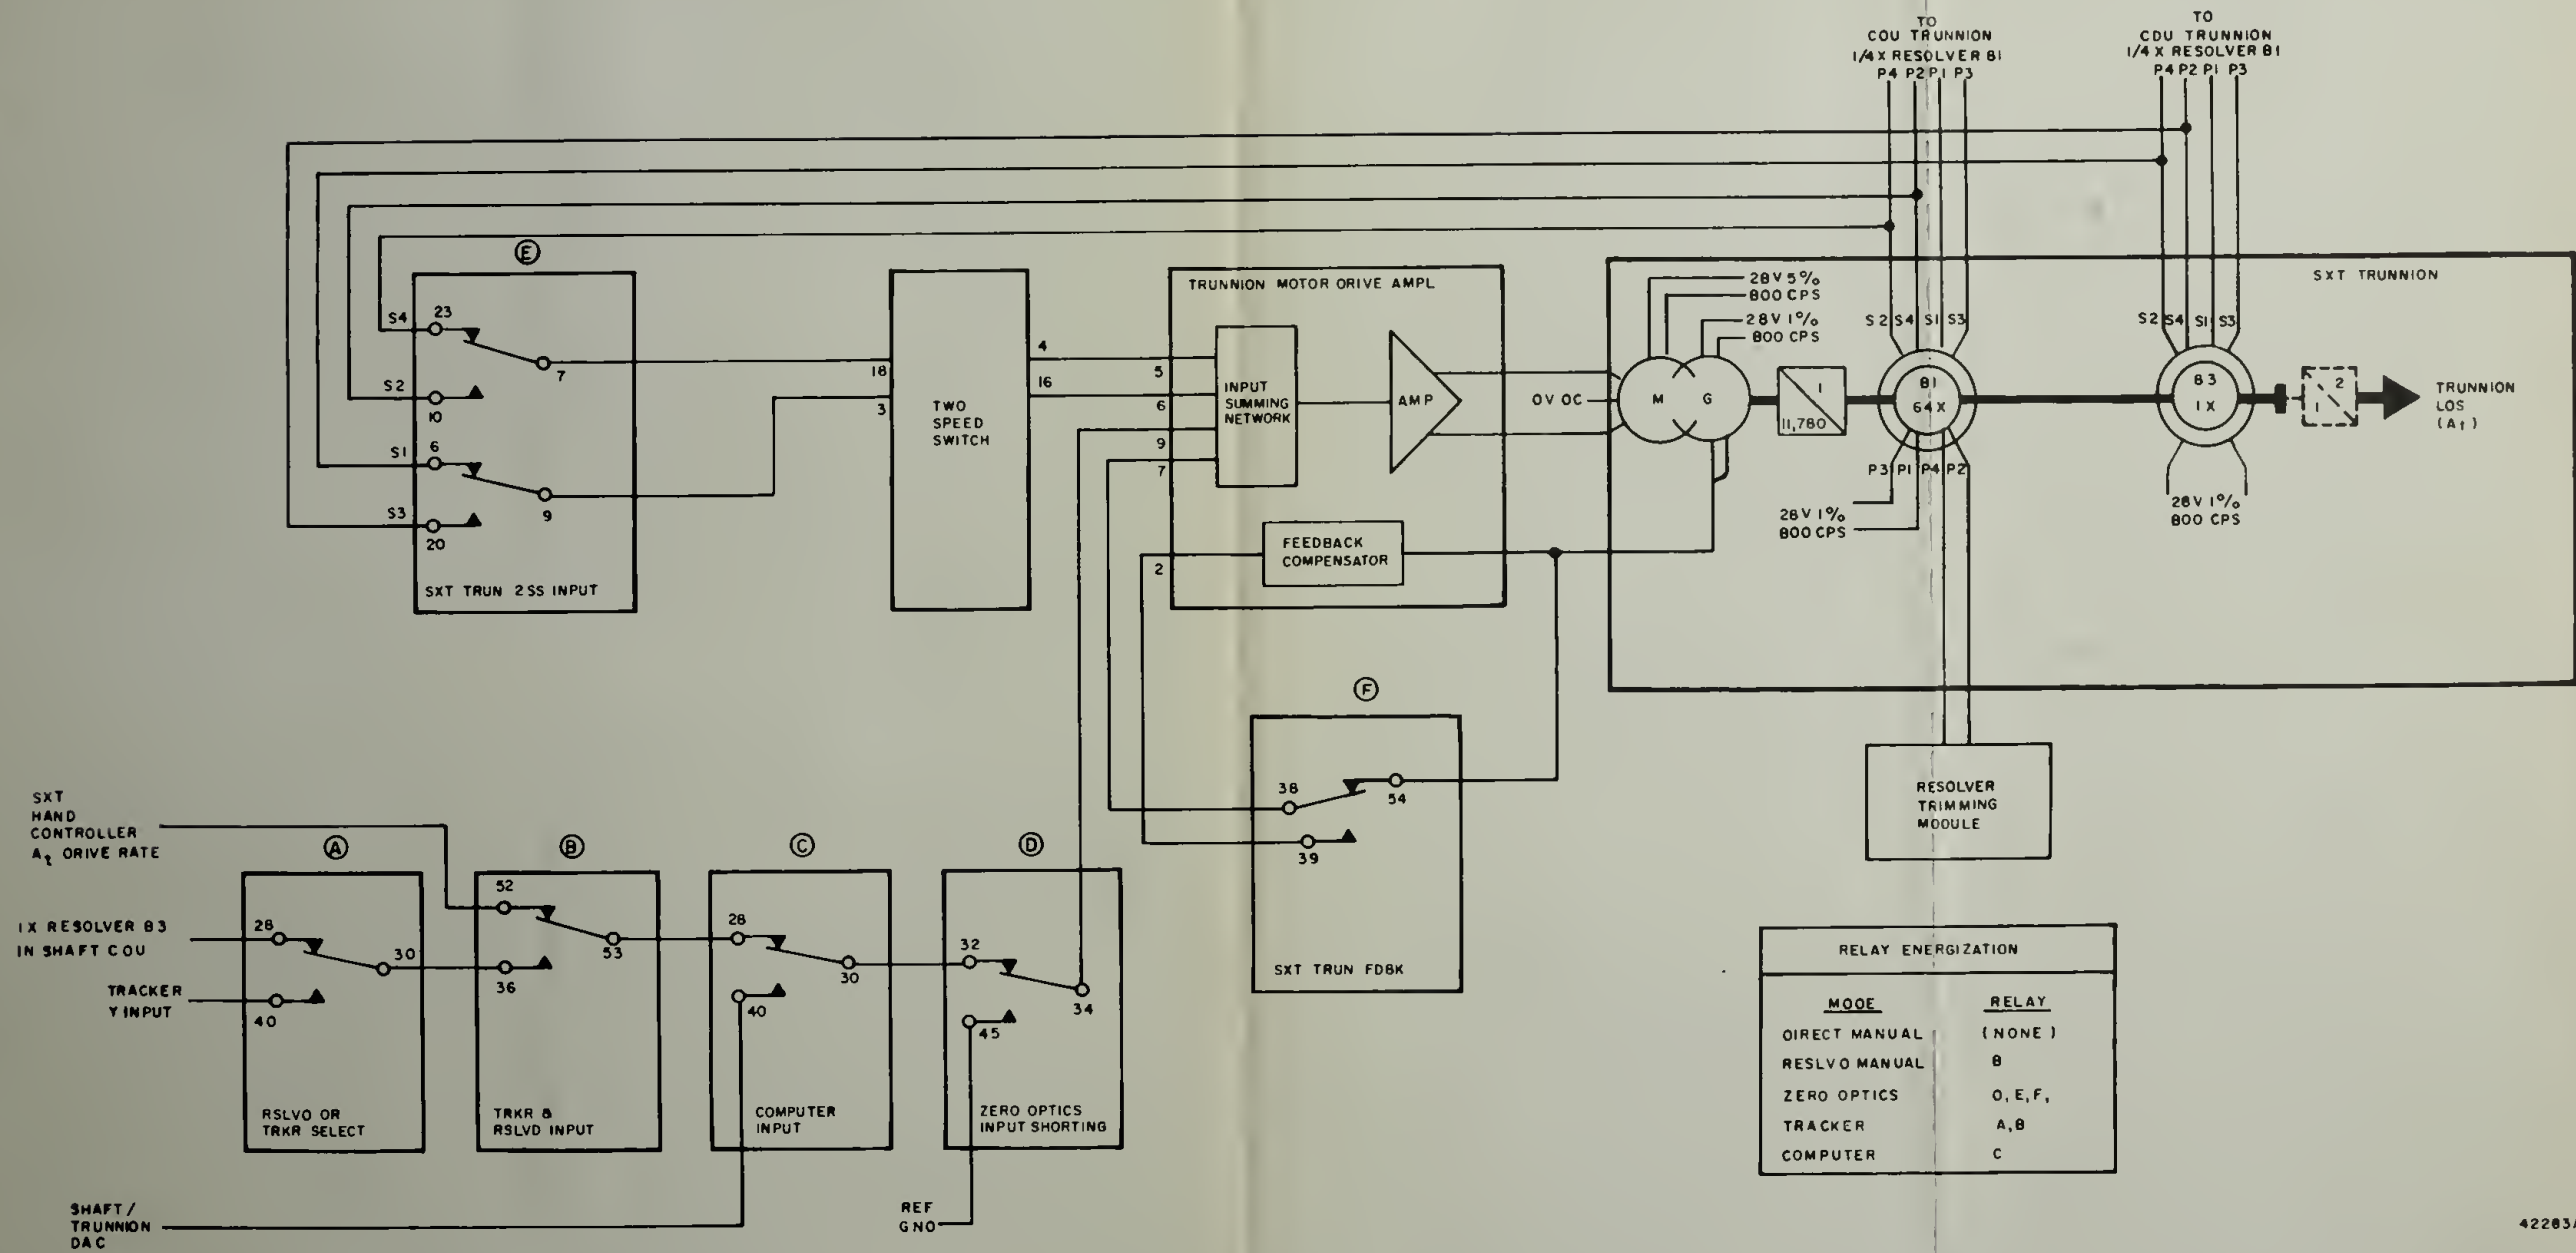 TO
COU TRUNNION
1/4 X RESOLVER B1
P4 P2 P1 P3
TO
CDU TRUNNION
1/4 X RESOLVER B1
P4 P2 P1 P3
E
S4
23
7
S2
10
S1
6
9
S3
20
SXT TRUN 2SS INPUT
18
3
TWO
SPEED
SWITCH
4
16
TRUNNION MOTOR DRIVE AMPL
5
6
9
7
2
INPUT
SUMMING
NETWORK
AMP
FEEDBACK
COMPENSATOR
SXT TRUNNION
28V 5%
800 CPS
28V 1%
800 CPS
0V DC
M
G
1
11,780
S2 S4 S1 S3
B1
64X
P3 P1 P4 P2
28V 1%
800 CPS
S2 S4 S1 S3
B3
1X
28V 1%
800 CPS
2
1
TRUNNION
LOS
(At)
F
38
54
39
SXT TRUN FDBK
RESOLVER
TRIMMING
MODULE
SXT
HAND
CONTROLLER
At DRIVE RATE
1X RESOLVER B3
IN SHAFT COU
TRACKER
Y INPUT
A
28
30
40
RSLVD OR
TRKR SELECT
B
52
53
36
TRKR &
RSLVD INPUT
C
28
30
40
COMPUTER
INPUT
D
32
34
45
ZERO OPTICS
INPUT SHORTING
SHAFT/
TRUNNION
DAC
REF
GND
RELAY ENERGIZATION
MODE RELAY
DIRECT MANUAL (NONE)
RESLVD MANUAL B
ZERO OPTICS D, E, F,
TRACKER A, B
COMPUTER C